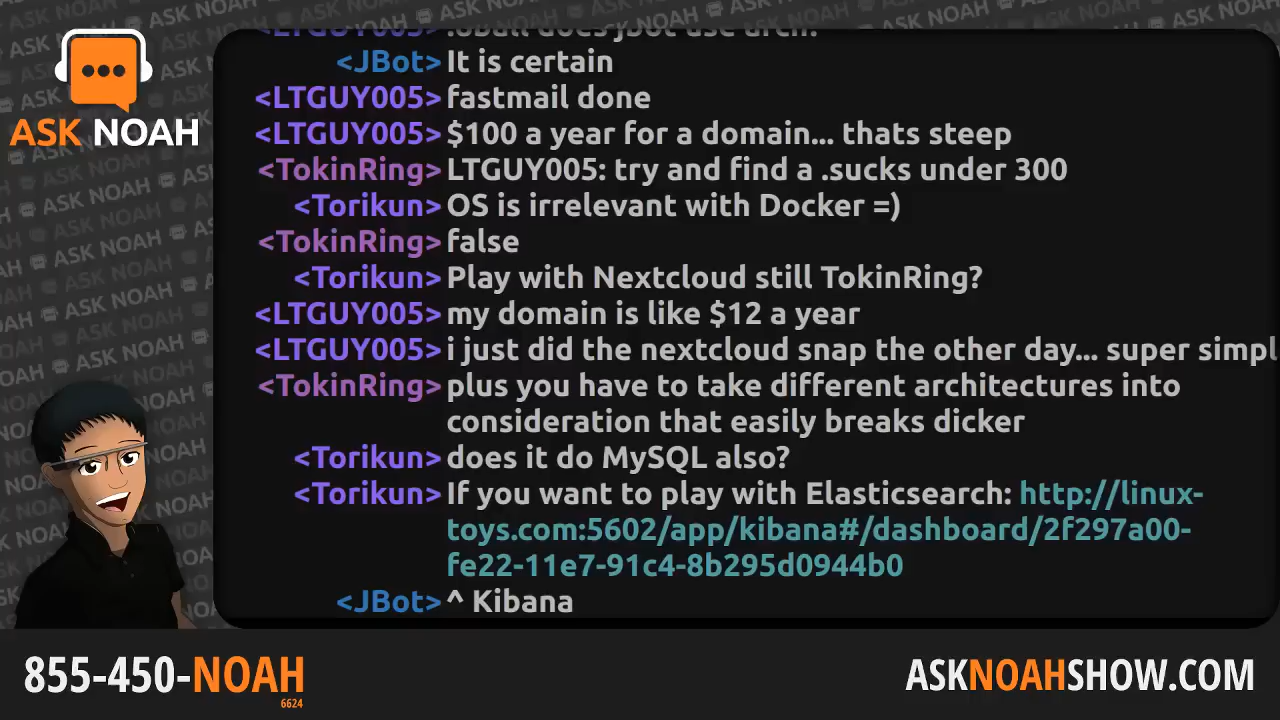 ASK NOAH
<JBot> It is certain
<LTGUY005> fastmail done
<LTGUY005> $100 a year for a domain... thats steep
<TokinRing> LTGUY005: try and find a .sucks under 300
<Torikun> OS is irrelevant with Docker =)
<TokinRing> false
<Torikun> Play with Nextcloud still TokinRing?
<LTGUY005> my domain is like $12 a year
<LTGUY005> i just did the nextcloud snap the other day... super simpl
<TokinRing> plus you have to take different architectures into
consideration that easily breaks dicker
<Torikun> does it do MySQL also?
<Torikun> If you want to play with Elasticsearch: http://linux-
toys.com:5602/app/kibana#/dashboard/2f297a00-
fe22-11e7-91c4-8b295d0944b0
<JBot> ^ Kibana
855-450-NOAH
6624
ASKNOAHSHOW.COM